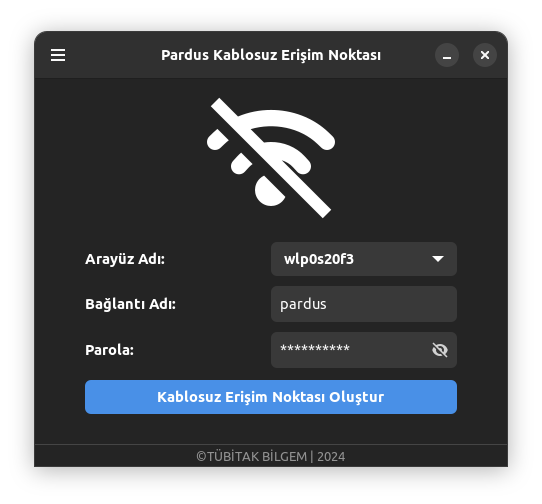 Pardus Kablosuz Erişim Noktası
Arayüz Adı:
wlp0s20f3
Bağlantı Adı:
pardus
Parola:
**********
Kablosuz Erişim Noktası Oluştur
©TÜBİTAK BİLGEM | 2024